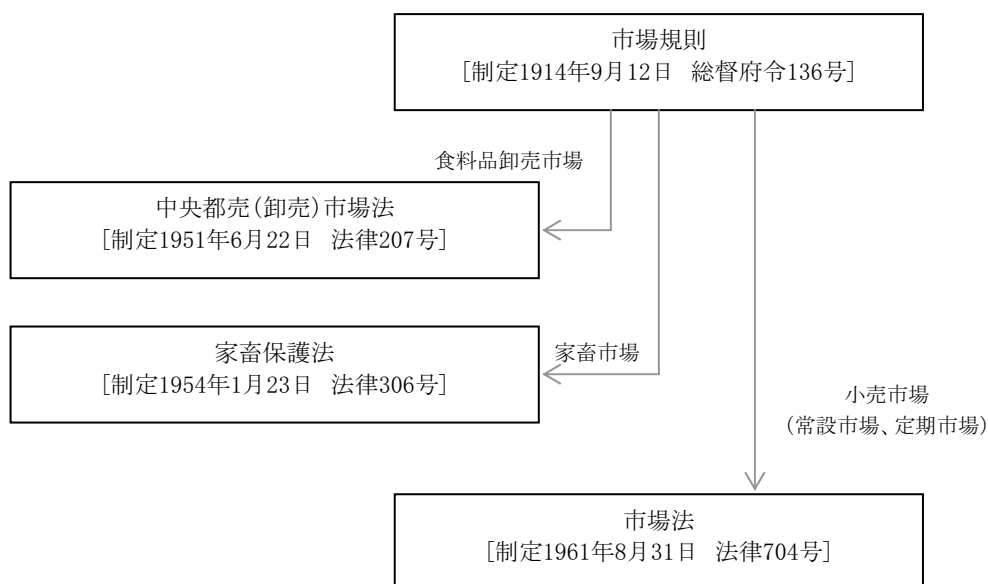 市場規則
[制定1914年9月12日 総督府令136号]
食料品卸売市場
中央都売(卸売)市場法
[制定1951年6月22日 法律207号]
家畜保護法
[制定1954年1月23日 法律306号]
家畜市場
小売市場
(常設市場、定期市場)
市場法
[制定1961年8月31日 法律704号]